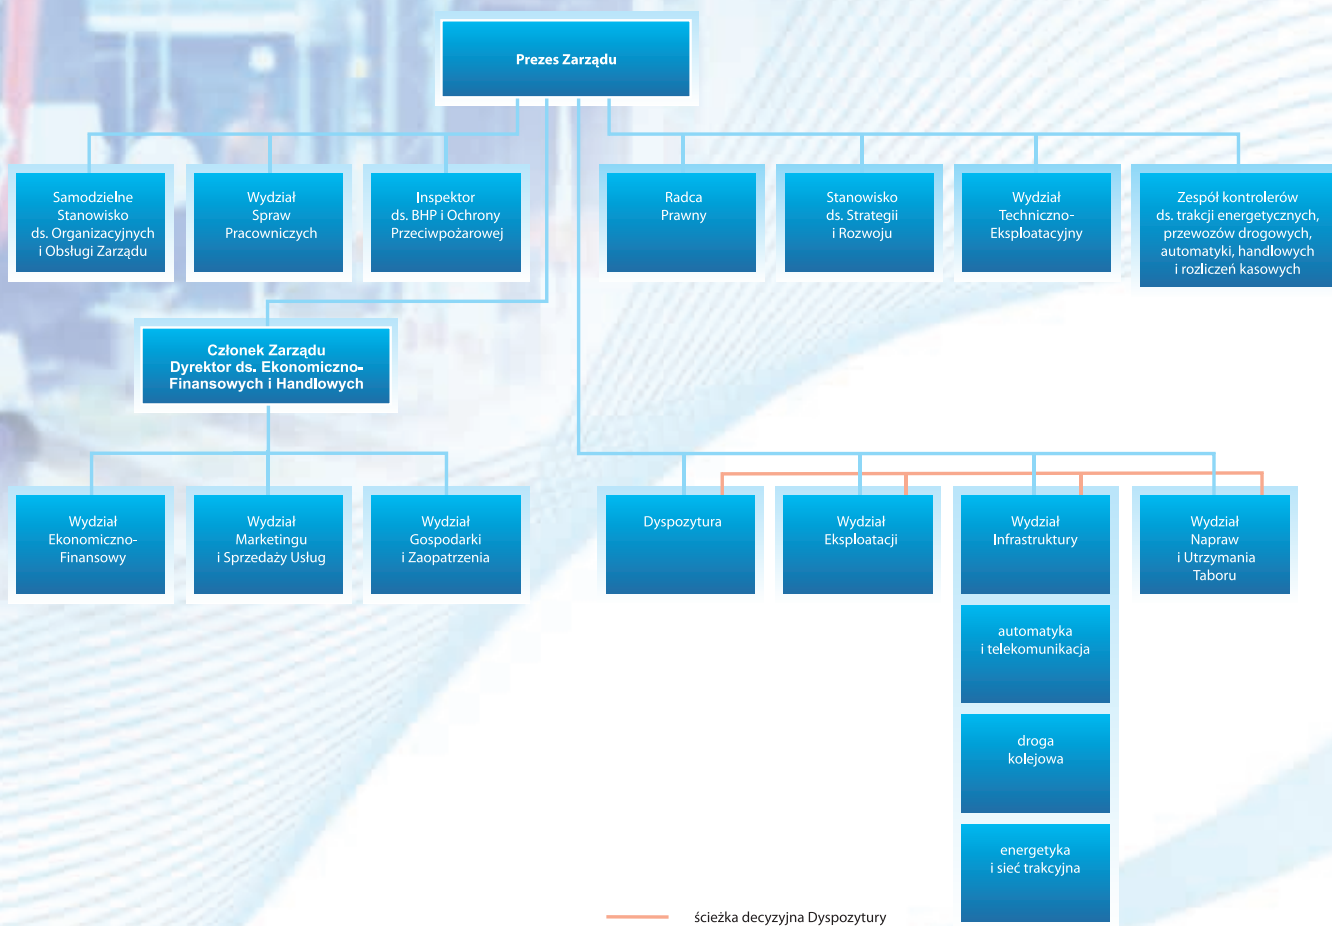 Prezes Zarządu
Samodzielne
Stanowisko
ds. Organizacyjnych
i Obsługi Zarządu
Wydział
Spraw
Pracowniczych
Inspektor
ds. BHP i Ochrony
Przeciwpożarowej
Radca
Prawny
Stanowisko
ds. Strategii
i Rozwoju
Wydział
Techniczno-
Eksploatacyjny
Zespół kontrolerów
ds. trakcji energetycznych,
przewozów drogowych,
automatyki, handlowych
i rozliczeń kasowych
Członek Zarządu
Dyrektor ds. Ekonomiczno-
Finansowych i Handlowych
Wydział
Ekonomiczno-
Finansowy
Wydział
Marketingu
i Sprzedaży Usług
Wydział
Gospodarki
i Zaopatrzenia
Dyspozytura
Wydział
Eksploatacji
Wydział
Infrastruktury
Wydział
Napraw
i Utrzymania
Taboru
automatyka
i telekomunikacja
droga
kolejowa
energetyka
i sieć trakcyjna
ścieżka decyzyjna Dyspozytury